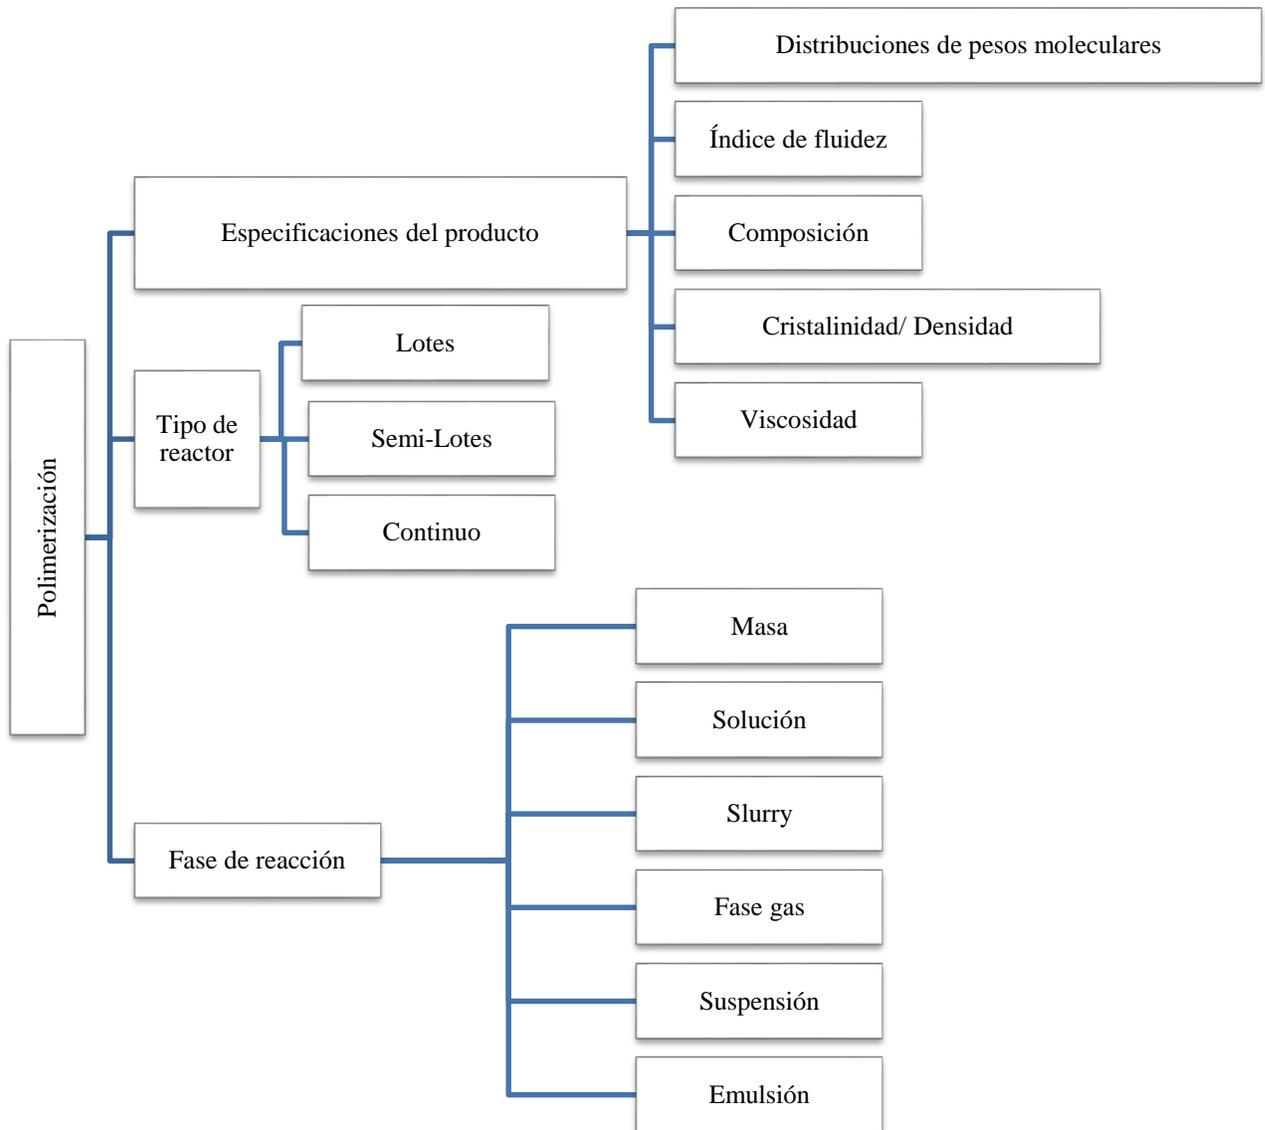 Polimerización
Especificaciones del producto
Distribuciones de pesos moleculares
Índice de fluidez
Composición
Cristalinidad/ Densidad
Viscosidad
Tipo de
reactor
Lotes
Semi-Lotes
Continuo
Fase de reacción
Masa
Solución
Slurry
Fase gas
Suspensión
Emulsión